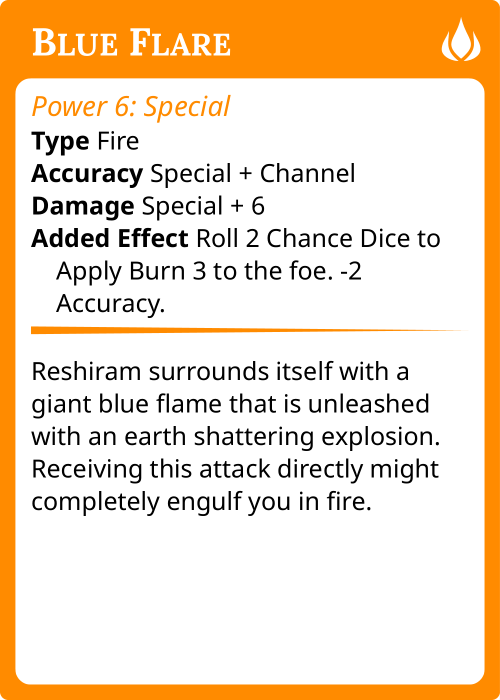 Blue Flare
Power 6: Special
Type Fire
Accuracy Special + Channel
Damage Special + 6
Added Effect Roll 2 Chance Dice to
Apply Burn 3 to the foe. -2
Accuracy.
Reshiram surrounds itself with a
giant blue flame that is unleashed
with an earth shattering explosion.
Receiving this attack directly might
completely engulf you in fire.